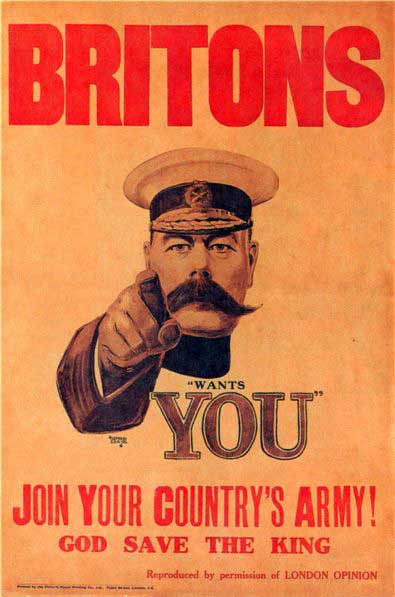 BRITONS
"WANTS
YOU"
JOIN YOUR COUNTRY'S ARMY!
GOD SAVE THE KING
Reproduced by permission of LONDON OPINION